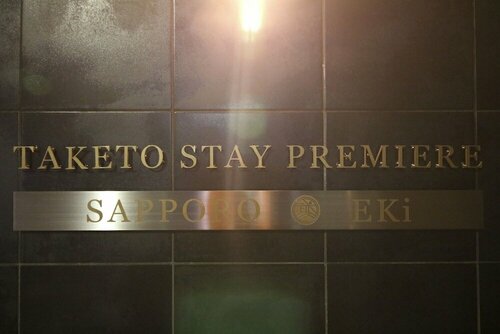 TAKETO STAY PREMIERE
SAPPORO EKi